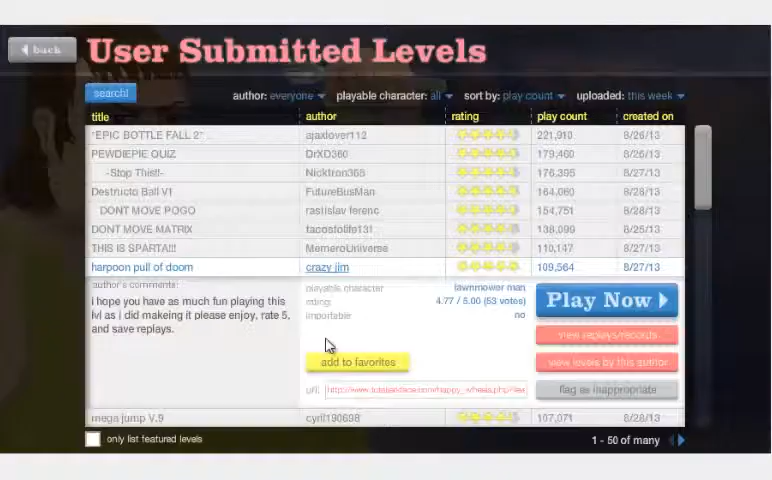 back
User Submitted Levels
search!
author: everyone playable character: all sort by: play count uploaded: this week
title author rating play count created on
"EPIC BOTTLE FALL 2" ajaxlover112 221,910 8/26/13
PEWDIEPIE QUIZ DrXD360 179,460 8/27/13
-Stop This!!- Nicktron365 176,395 8/27/13
Destructo Ball V1 FutureBusMan 164,060 8/28/13
DONT MOVE POGO rastislav ferenc 154,751 8/28/13
DONT MOVE MATRIX 138,099 8/25/13
THIS IS SPARTA!!! MemeroUniverse 110,147 8/27/13
harpoon pull of doom crazy jim 109,564 8/27/13
author's comments:
i hope you have as much fun playing this
lvl as i did makeing it please enjoy, rate 5,
and save replays.
playable character lawnmower man
rating: 4.77 / 5.00 (53 votes)
importable no
add to favorites
url:
Play Now
view replays/records
view levels by this author
flag as inappropriate
mega jump V.9 cyril190698 107,071 8/28/13
only list featured levels
1 - 50 of many